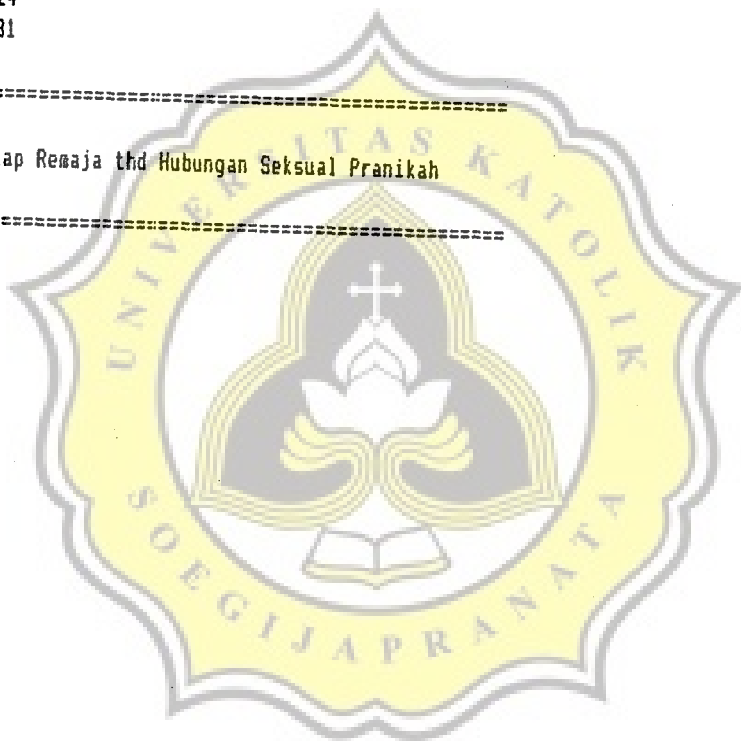 24
31
==================================================
ap Remaja thd Hubungan Seksual Pranikah
==================================================
UNIVERSITAS KATOLIK
SOEGIJAPRANATA